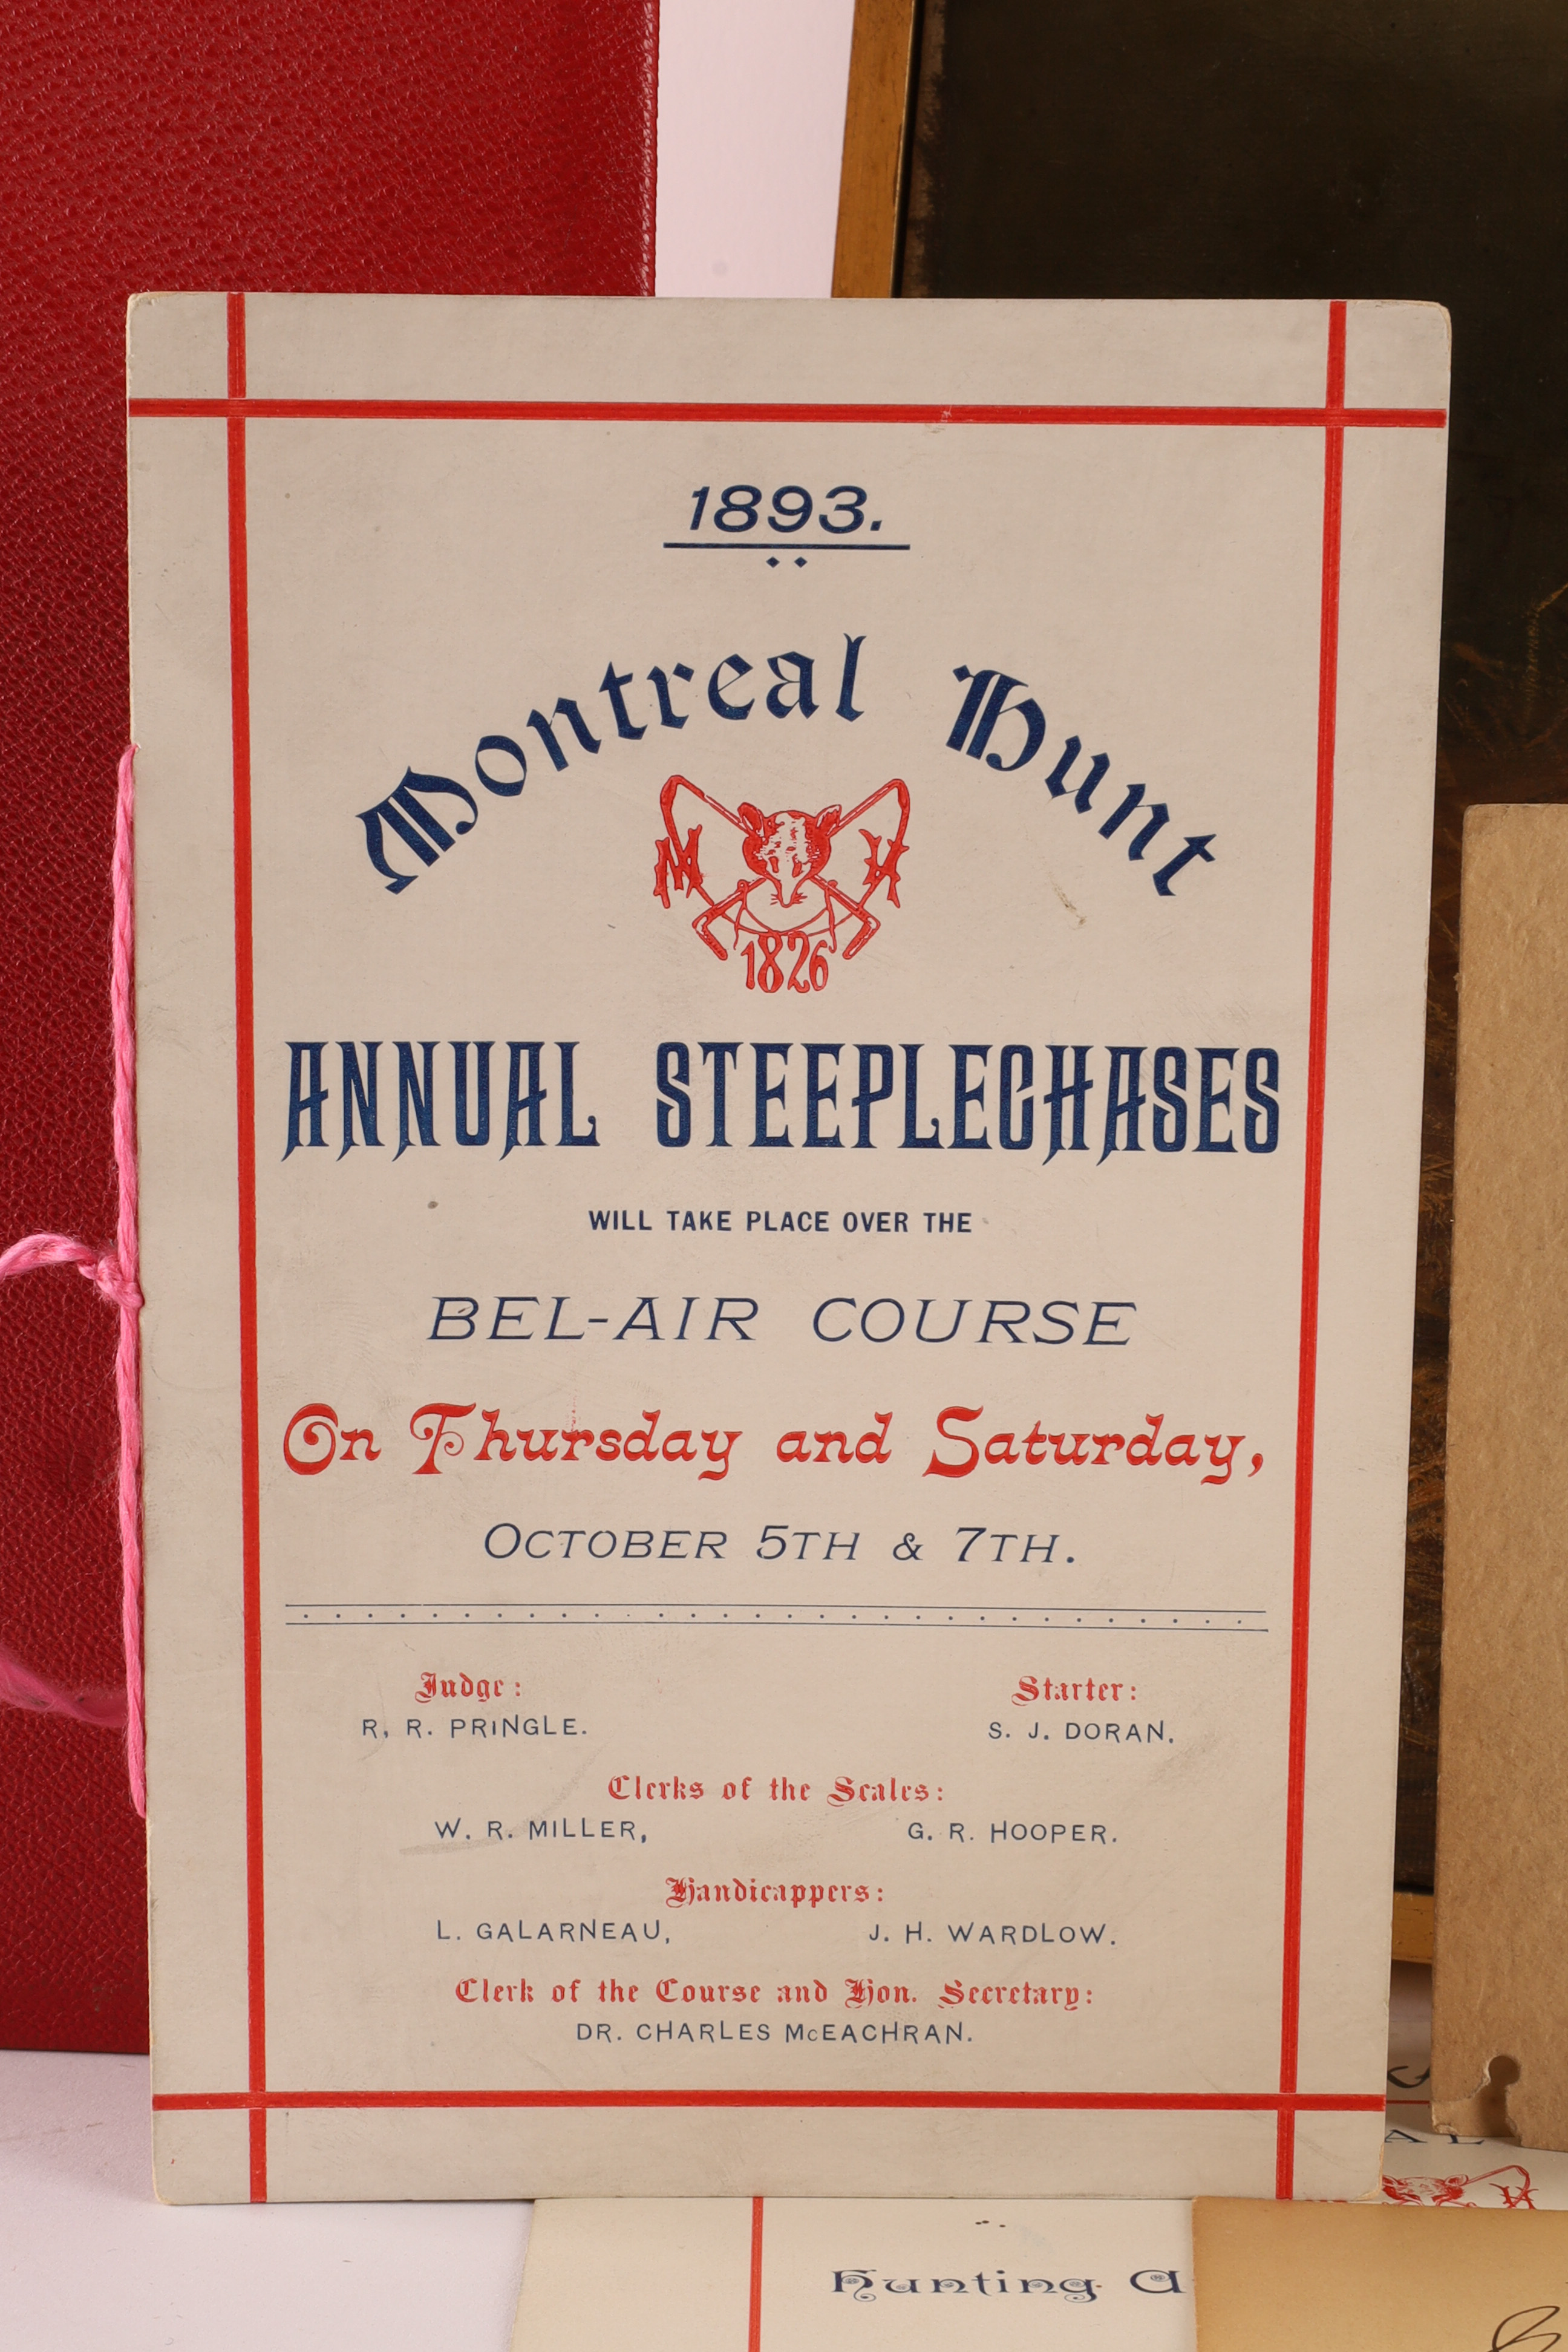 1893.
Montreal Hunt
M H
1826
ANNUAL STEEPLECHASES
WILL TAKE PLACE OVER THE
BEL-AIR COURSE
On Thursday and Saturday,
OCTOBER 5TH & 7TH.
Judge: Starter:
R. R. PRINGLE. S. J. DORAN.
Clerks of the Scales:
W. R. MILLER, G. R. HOOPER.
Handicappers:
L. GALARNEAU, J. H. WARDLOW.
Clerk of the Course and Hon. Secretary:
DR. CHARLES McEACHRAN.
AL
H
Hunting